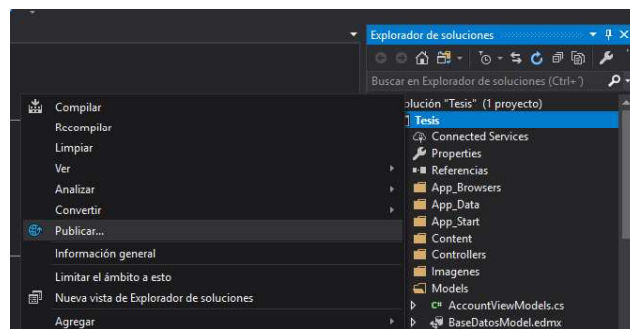 Explorador de soluciones
Buscar en Explorador de soluciones (Ctrl+´)
olución "Tesis" (1 proyecto)
Tesis
Connected Services
Properties
Referencias
App_Browsers
App_Data
App_Start
Content
Controllers
Imagenes
Models
C# AccountViewModels.cs
BaseDatosModel.edmx
Compilar
Recompilar
Limpiar
Ver
Analizar
Convertir
Publicar...
Información general
Limitar el ámbito a esto
Nueva vista de Explorador de soluciones
Agregar